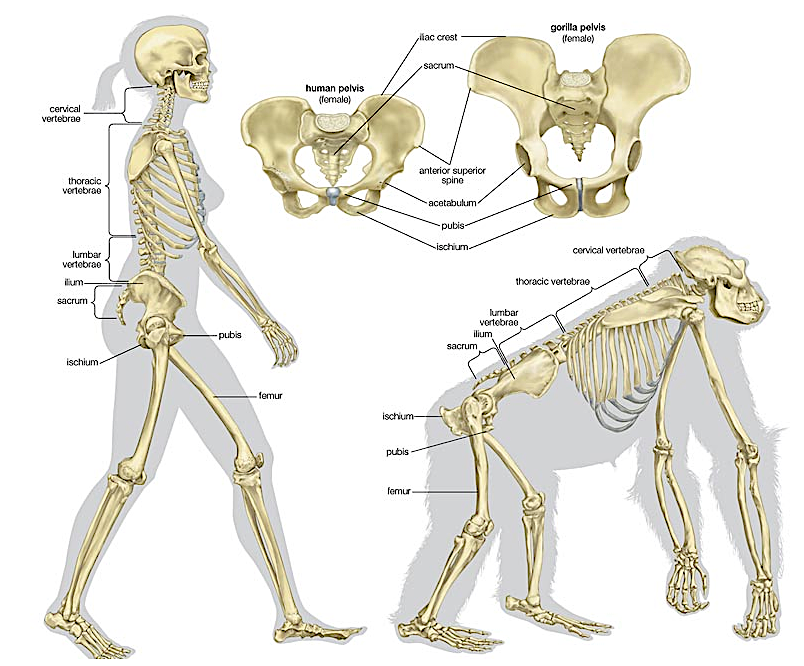 human pelvis
(female)
gorilla pelvis
(female)
iliac crest
sacrum
anterior superior
spine
acetabulum
pubis
ischium
cervical
vertebrae
thoracic
vertebrae
lumbar
vertebrae
ilium
sacrum
ischium
pubis
femur
cervical vertebrae
thoracic vertebrae
lumbar
vertebrae
ilium
sacrum
ischium
pubis
femur